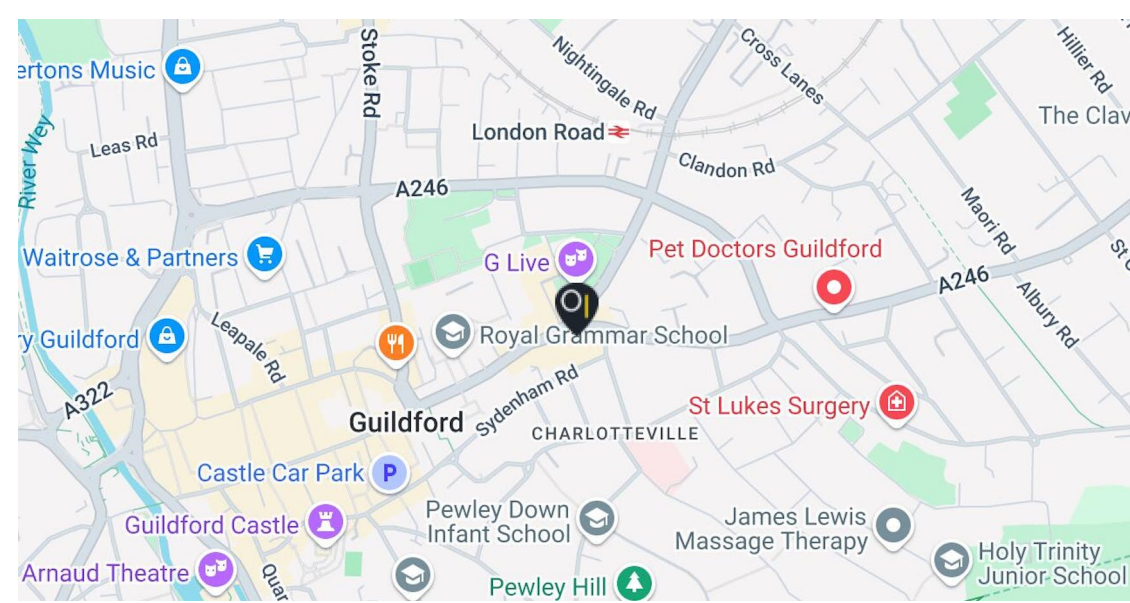 Stoke Rd
Nightingale Rd
Cross Lanes
Hillier Rd
ertons Music
The Clav
London Road
Leas Rd
River Wey
Clandon Rd
A246
Maori Rd
Waitrose & Partners
G Live
Pet Doctors Guildford
St
A246
Albury Rd
Royal Grammar School
y Guildford
Leapale Rd
A322
Sydenham Rd
St Lukes Surgery
Guildford
CHARLOTTEVILLE
Castle Car Park
P
Pewley Down
Infant School
James Lewis
Massage Therapy
Guildford Castle
Holy Trinity
Junior School
Arnaud Theatre
Quar
Pewley Hill